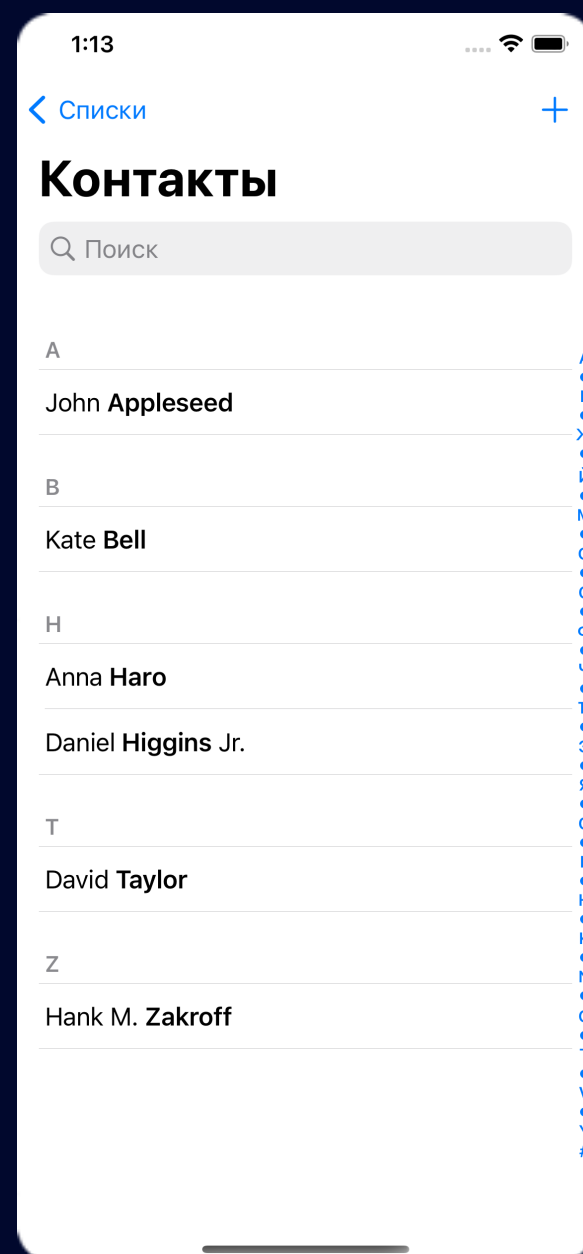 1:13
Списки
Контакты
Поиск
A
John Appleseed
B
Kate Bell
H
Anna Haro
Daniel Higgins Jr.
T
David Taylor
Z
Hank M. Zakroff